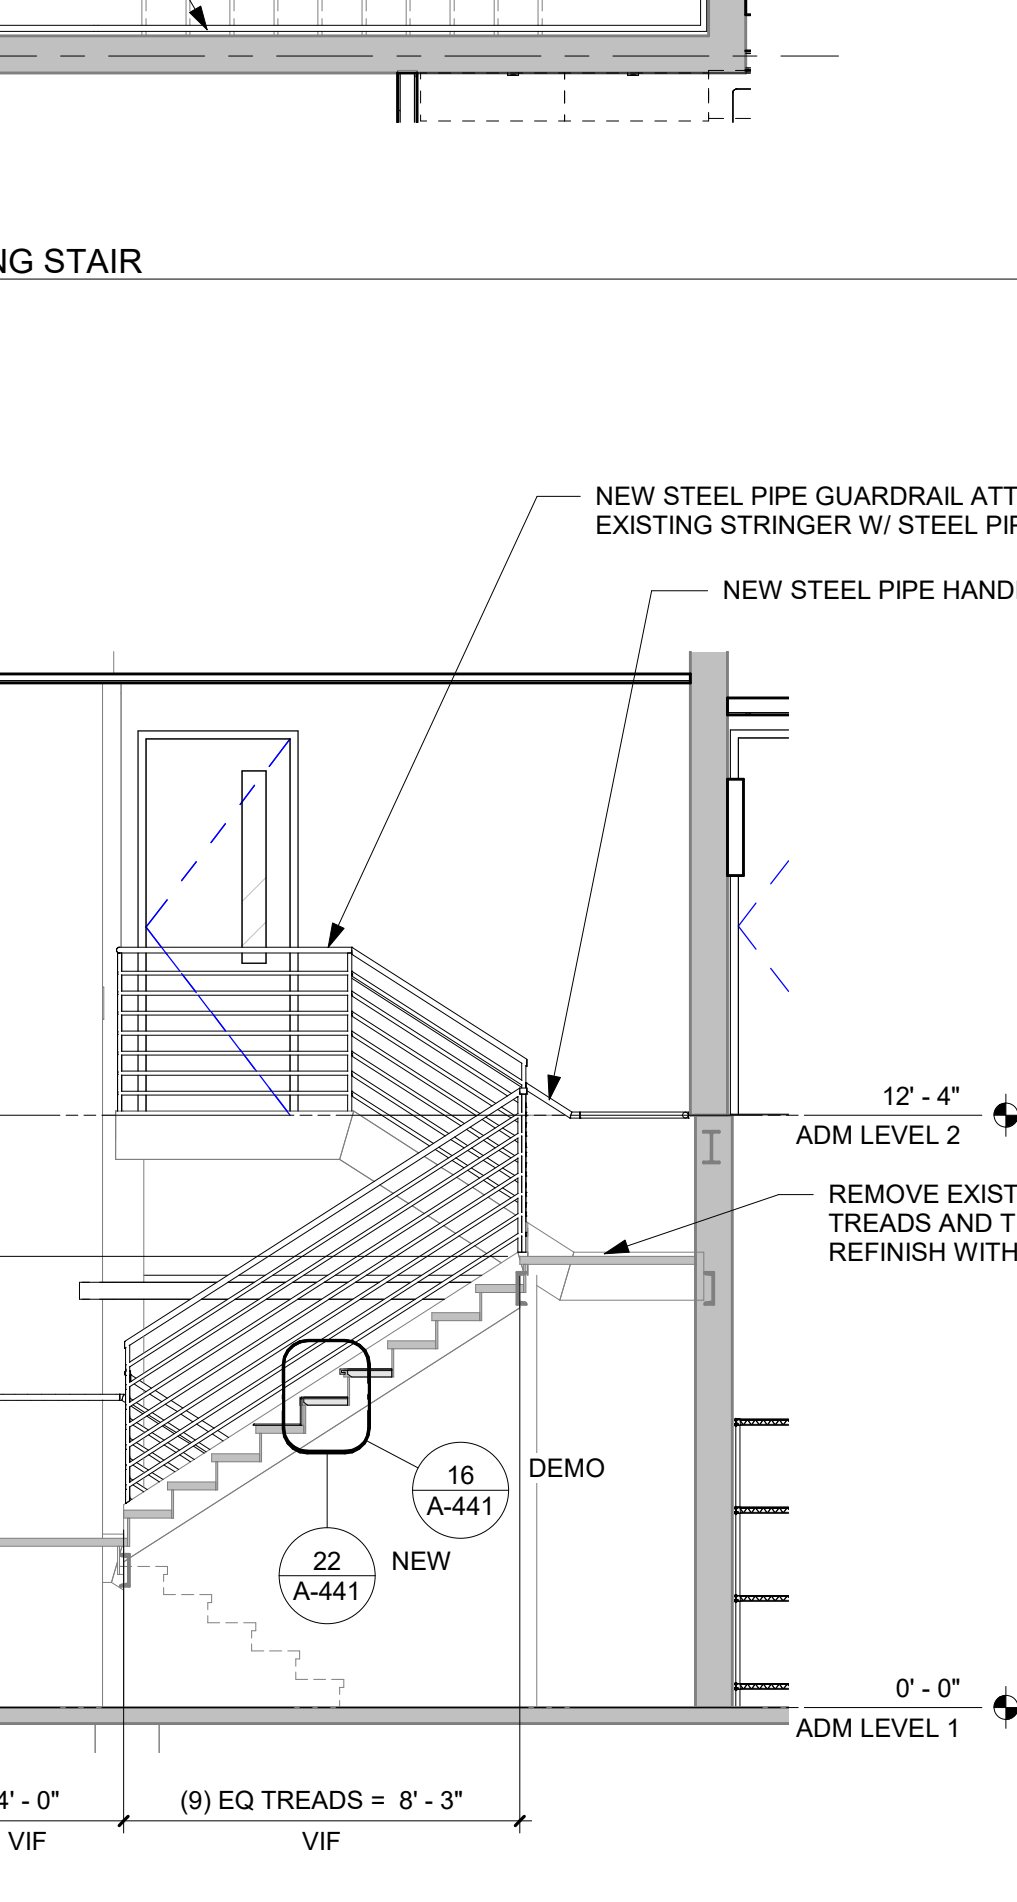 NG STAIR
NEW STEEL PIPE GUARDRAIL ATT
EXISTING STRINGER W/ STEEL PIP
NEW STEEL PIPE HAND
12' - 4"
ADM LEVEL 2
REMOVE EXIST
TREADS AND T
REFINISH WITH
16
A-441
DEMO
22
A-441
NEW
0' - 0"
ADM LEVEL 1
4' - 0"
VIF
(9) EQ TREADS = 8' - 3"
VIF